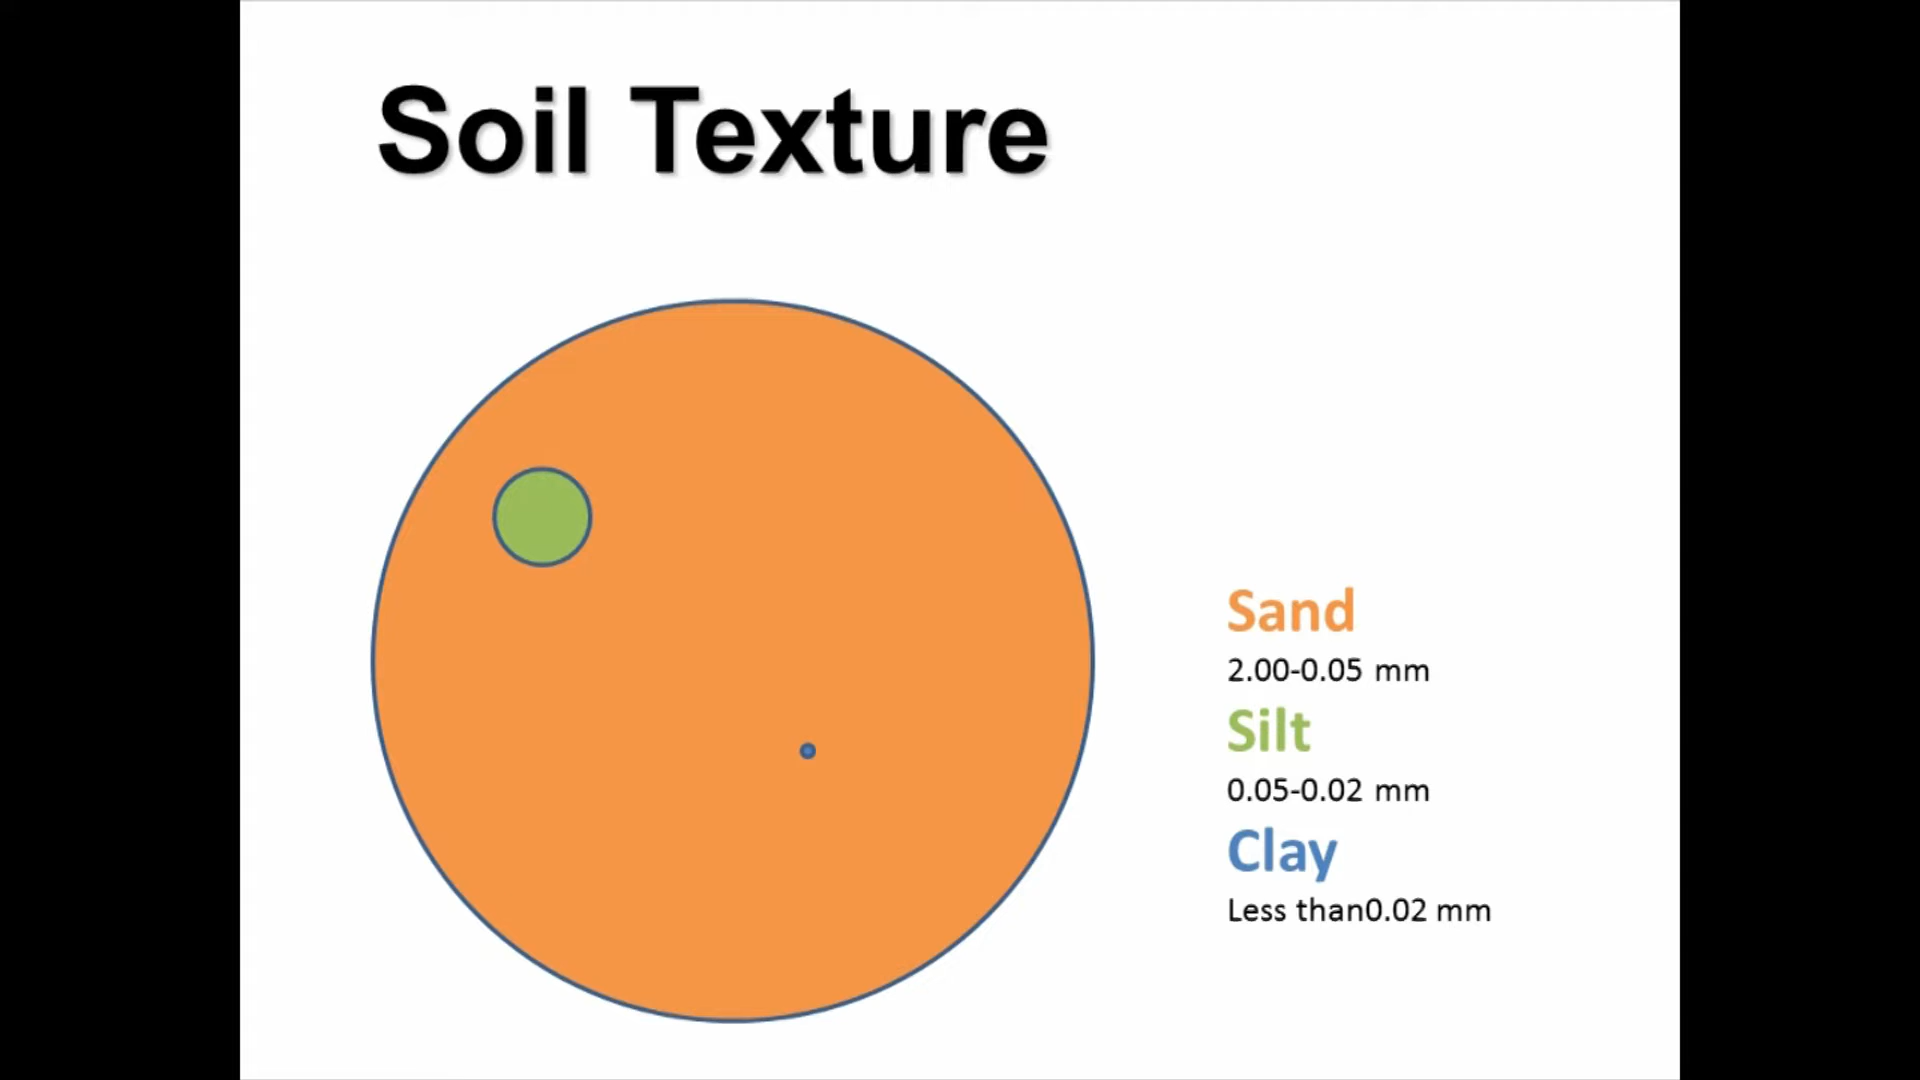 Soil Texture
Sand
2.00-0.05 mm
Silt
0.05-0.02 mm
Clay
Less than0.02 mm